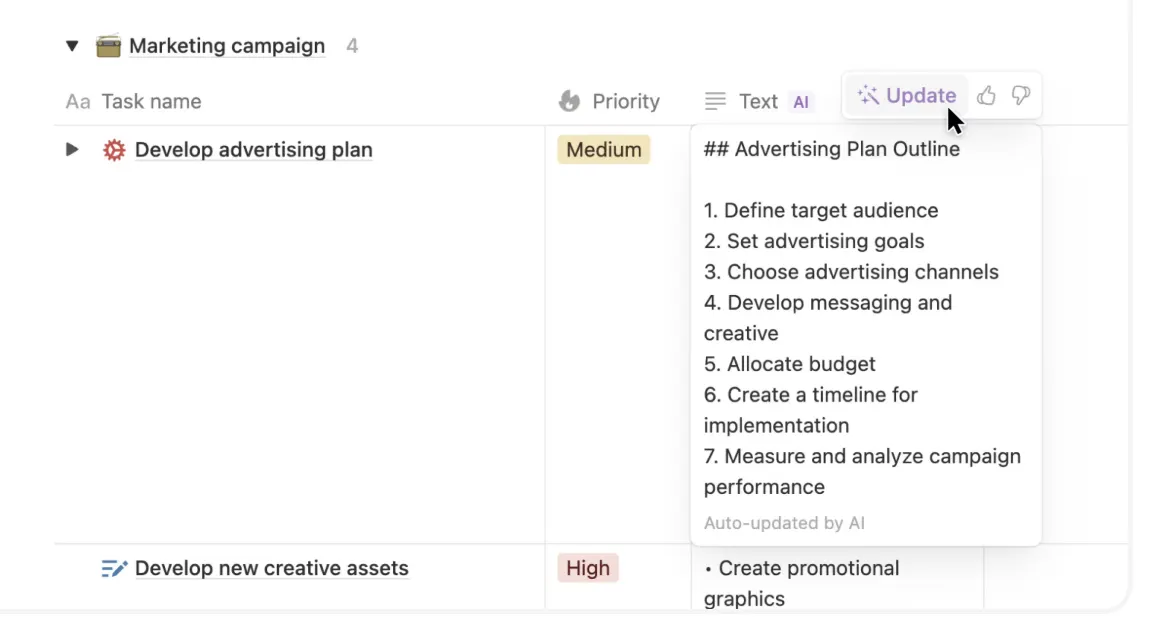 Marketing campaign 4
Aa Task name Priority Text AI Update
Develop advertising plan Medium ## Advertising Plan Outline
1. Define target audience
2. Set advertising goals
3. Choose advertising channels
4. Develop messaging and
creative
5. Allocate budget
6. Create a timeline for
implementation
7. Measure and analyze campaign
performance
Auto-updated by AI
Develop new creative assets High • Create promotional
graphics